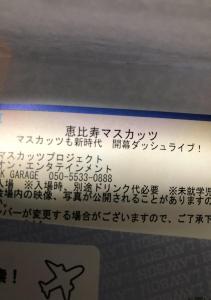 恵比寿マスカッツ
マスカッツも新時代 開幕ダッシュライブ！
マスカッツプロジェクト
ン・エンタテインメント
K GARAGE 050-5533-0888
入場 ※入場時、別途ドリンク代必要 ※未就学児
場内の映像、写真が公開されることがありますの
ンバーが変更する場合がございますので、ご了承下
！